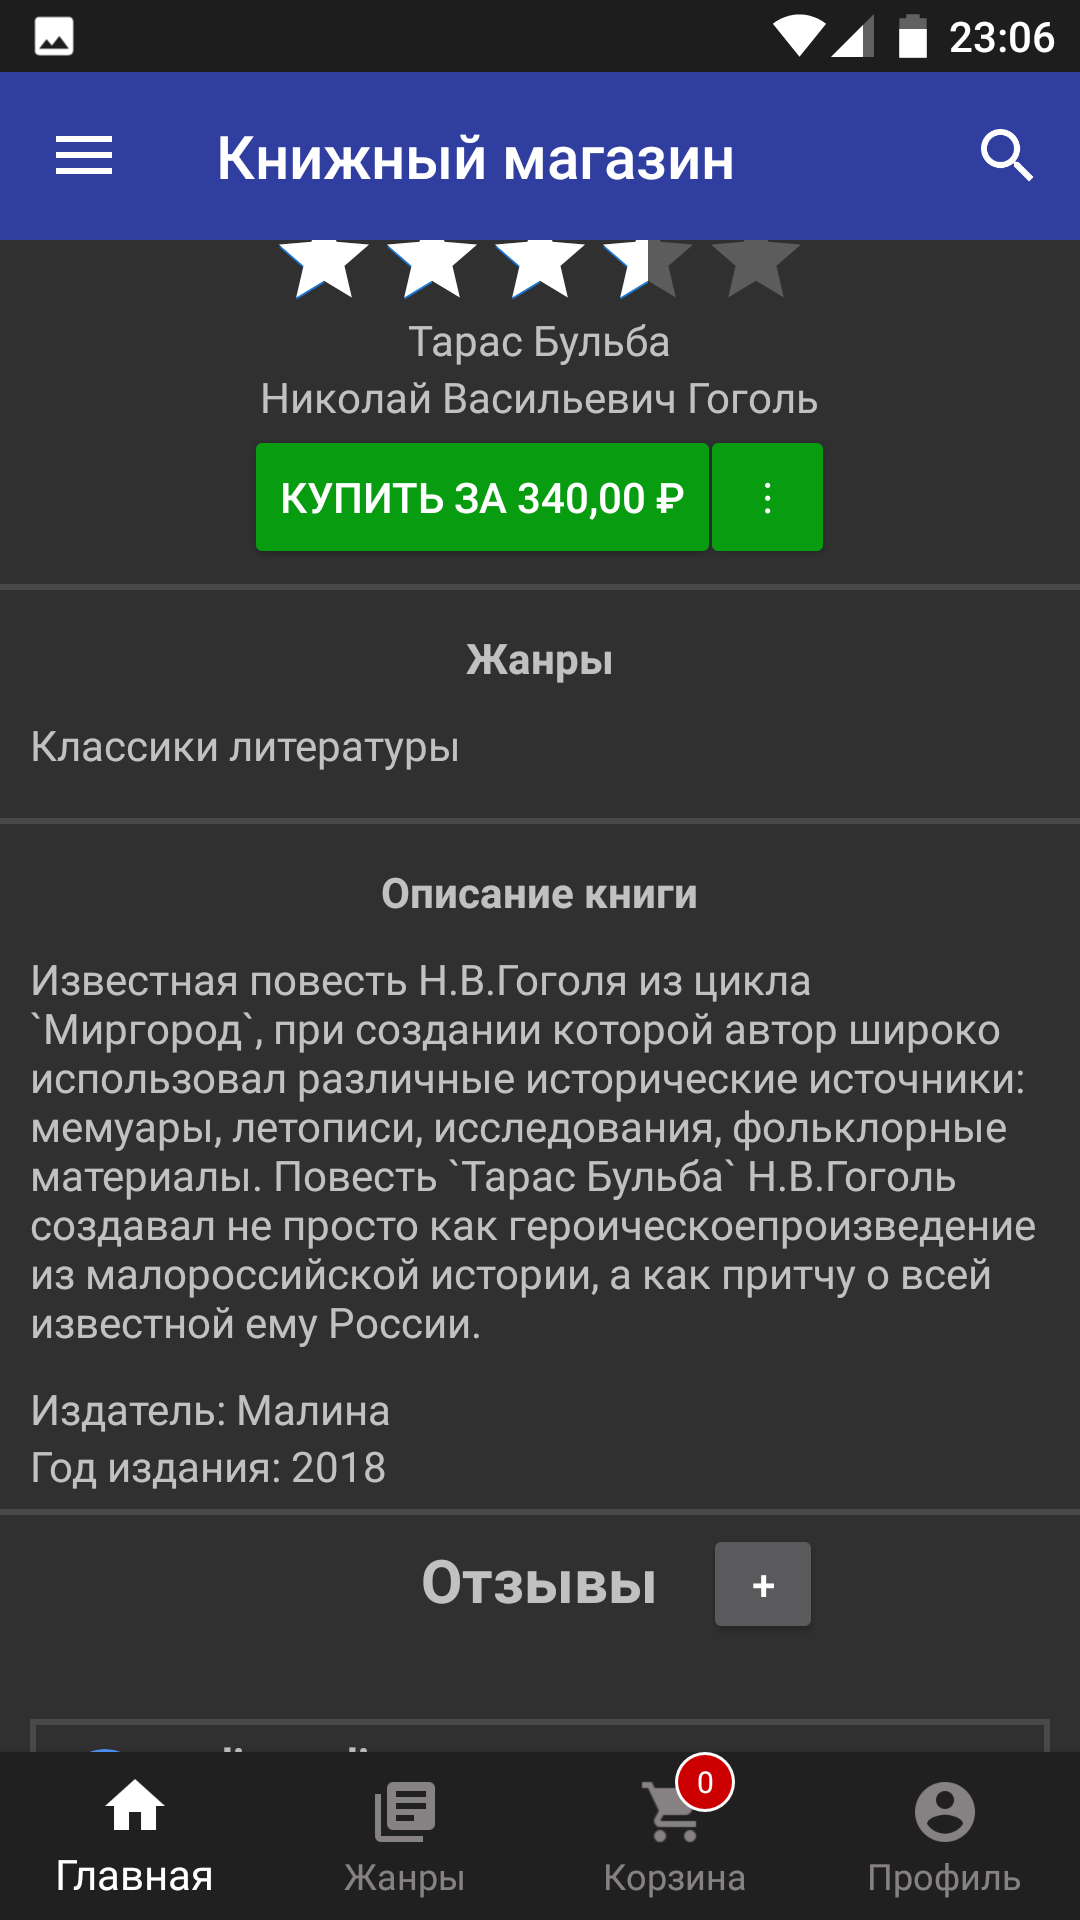 23:06
Книжный магазин
Тарас Бульба
Николай Васильевич Гоголь
КУПИТЬ ЗА 340,00 ₽
Жанры
Классики литературы
Описание книги
Известная повесть Н.В.Гоголя из цикла
`Миргород`, при создании которой автор широко
использовал различные исторические источники:
мемуары, летописи, исследования, фольклорные
материалы. Повесть `Тарас Бульба` Н.В.Гоголь
создавал не просто как героическоепроизведение
из малороссийской истории, а как притчу о всей
известной ему России.
Издатель: Малина
Год издания: 2018
Отзывы +
0
Главная Жанры Корзина Профиль